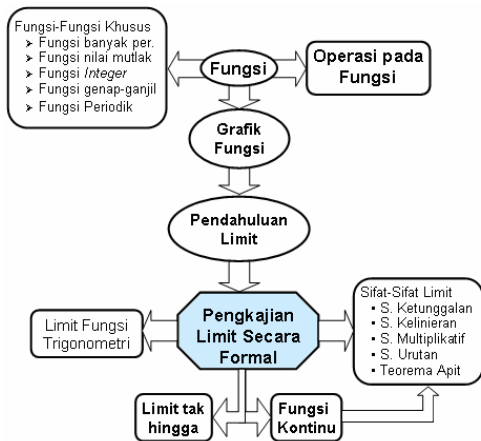 Fungsi-Fungsi Khusus
➢ Fungsi banyak per.
➢ Fungsi nilai mutlak
➢ Fungsi Integer
➢ Fungsi genap-ganjil
➢ Fungsi Periodik
Fungsi
Operasi pada
Fungsi
Grafik
Fungsi
Pendahuluan
Limit
Limit Fungsi
Trigonometri
Pengkajian
Limit Secara
Formal
Sifat-Sifat Limit
▪ S. Ketunggalan
▪ S. Kelinieran
▪ S. Multiplikatif
▪ S. Urutan
▪ Teorema Apit
Limit tak
hingga
Fungsi
Kontinu